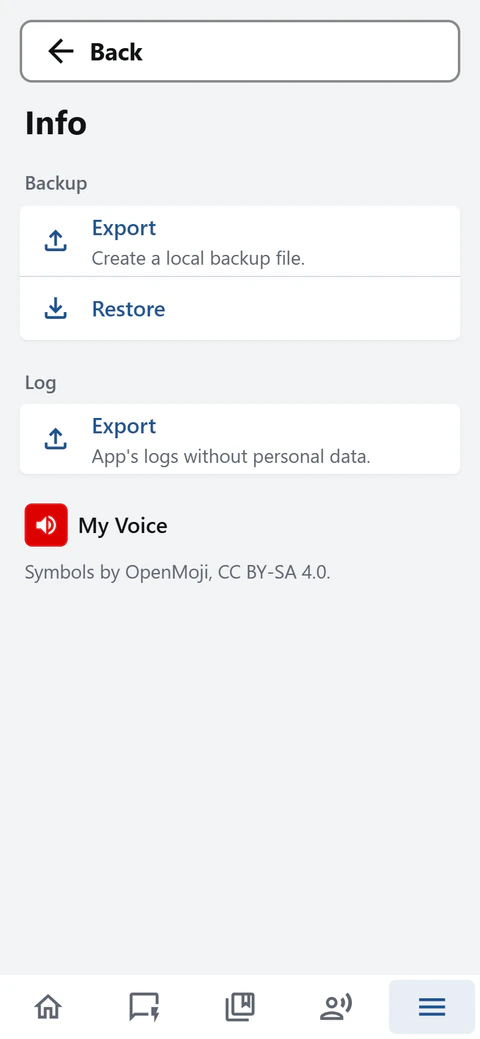 Back
Info
Backup
Export
Create a local backup file.
Restore
Log
Export
App's logs without personal data.
My Voice
Symbols by OpenMoji, CC BY-SA 4.0.